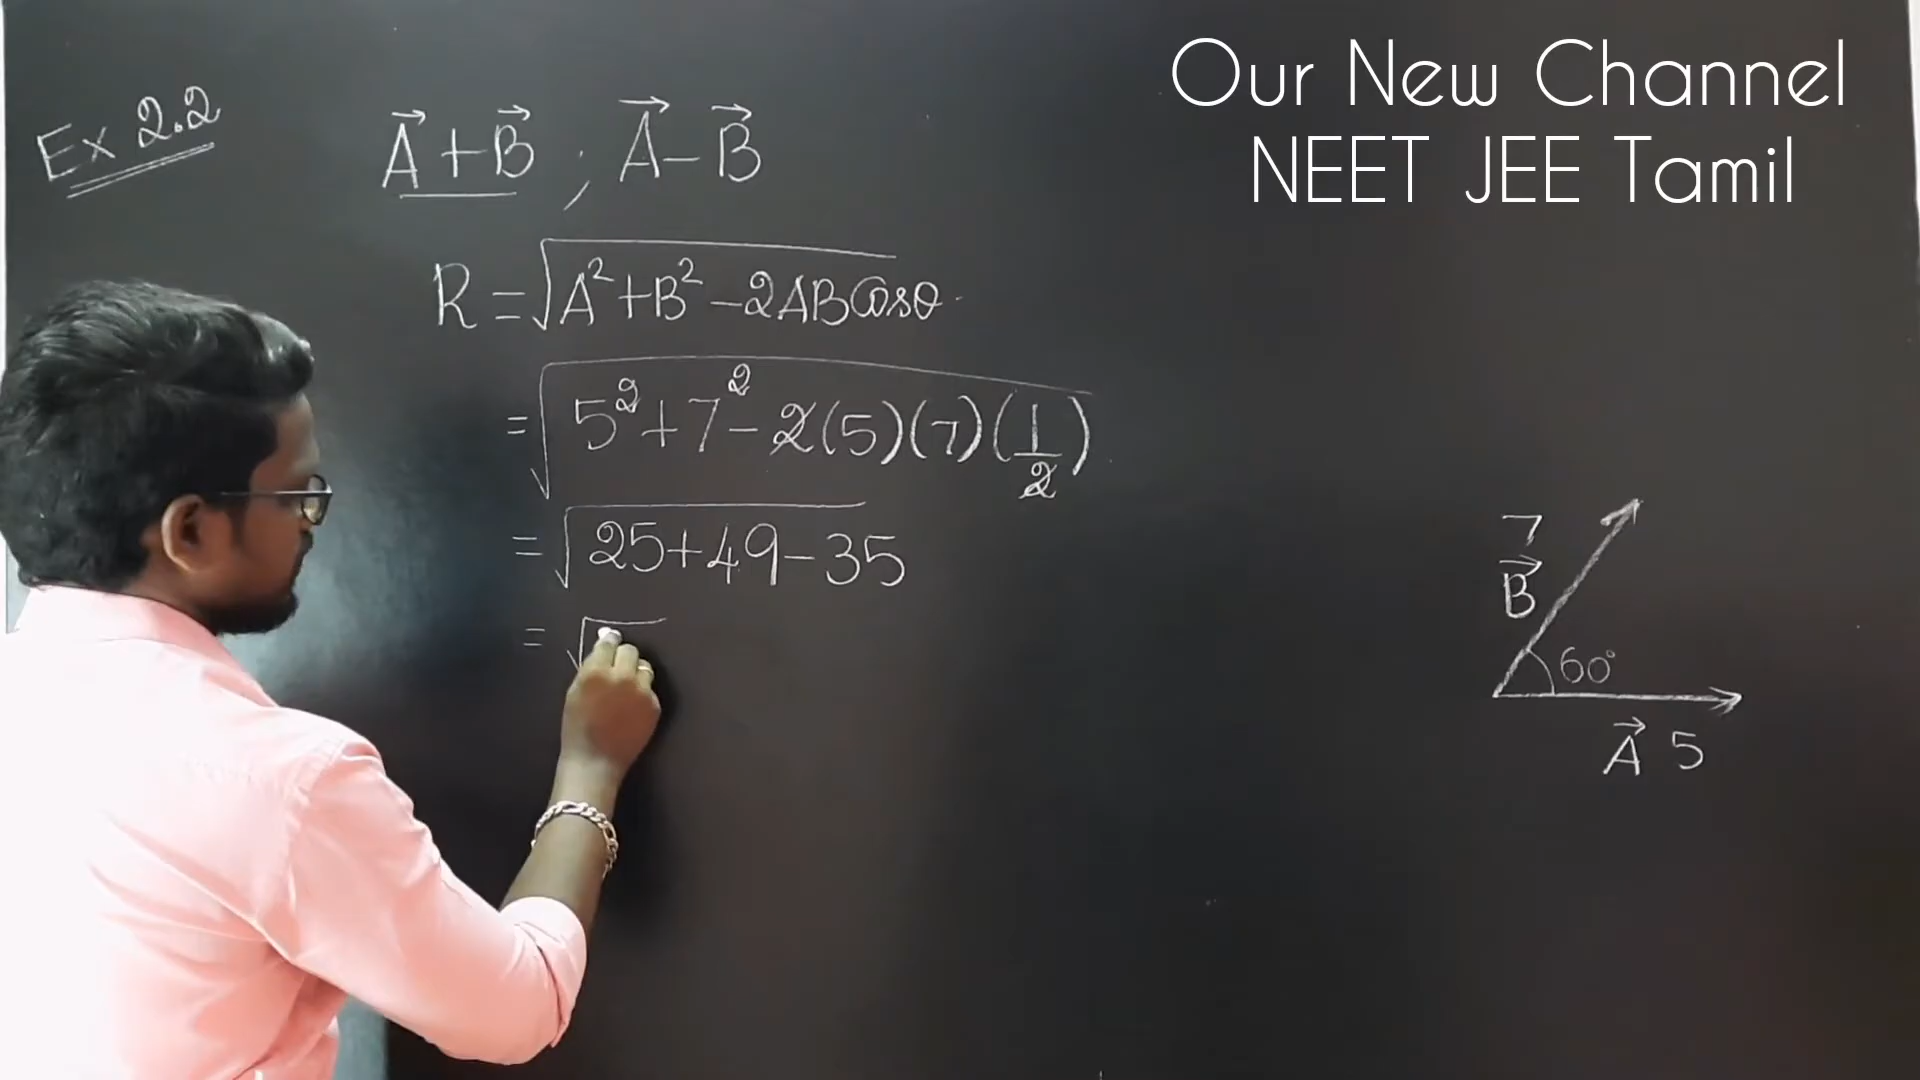 Our New Channel
NEET JEE Tamil
Ex 2.2
A⃗ + B⃗ ; A⃗ − B⃗
R = √A² + B² − 2ABCosθ
= √5² + 7² − 2(5)(7)(1/2)
= √25 + 49 − 35
= √
7
B⃗
60°
A⃗ 5